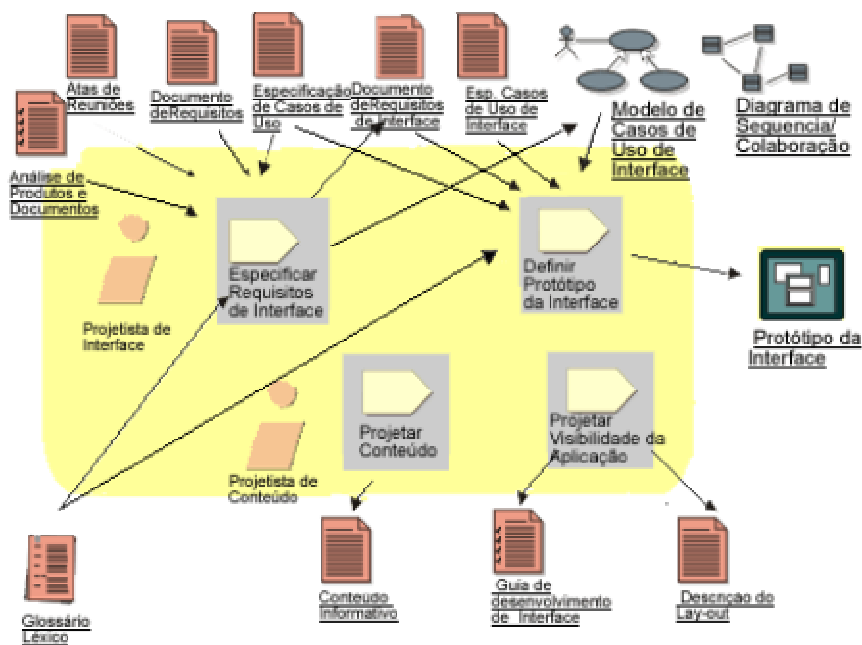 Atas de
Reuniões
Documento
deRequisitos
Especificação
de Casos de
Uso
Documento
deRequisitos
de Interface
Esp. Casos
de Uso de
Interface
Modelo de
Casos de
Uso de
Interface
Diagrama de
Sequencia/
Colaboração
Análise de
Produtos e
Documentos
Projetista de
Interface
Especificar
Requisitos
de Interface
Definir
Protótipo
da Interface
Protótipo da
Interface
Projetista de
Conteúdo
Projetar
Conteúdo
Projetar
Visibilidade da
Aplicação
Glossário
Léxico
Conteúdo
Informativo
Guia de
desenvolvimento
de Interface
Descrição do
Lay-out